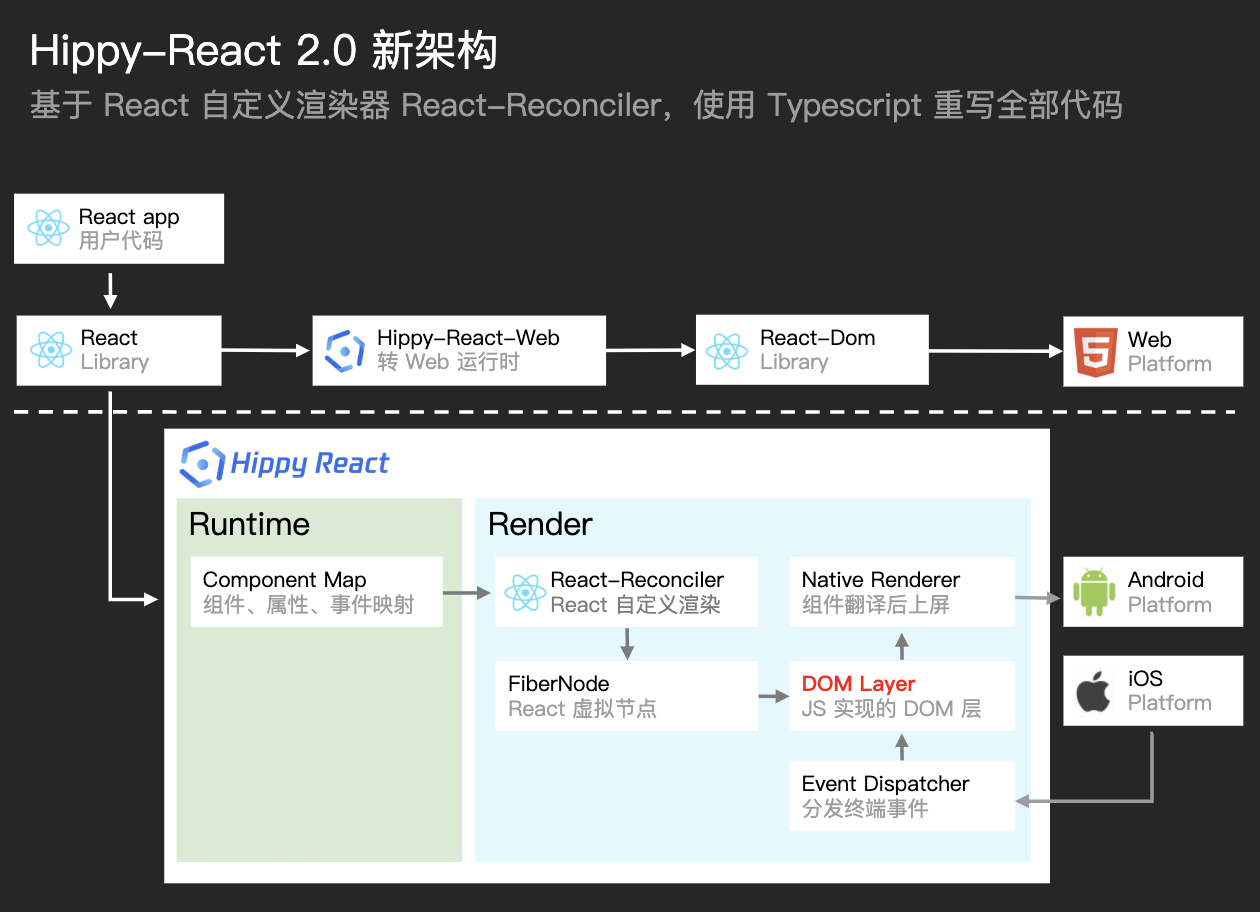 Hippy-React 2.0 新架构
基于 React 自定义渲染器 React-Reconciler，使用 Typescript 重写全部代码
React app
用户代码
React
Library
Hippy-React-Web
转 Web 运行时
React-Dom
Library
Web
Platform
Hippy React
Runtime
Component Map
组件、属性、事件映射
Render
React-Reconciler
React 自定义渲染
Native Renderer
组件翻译后上屏
Android
Platform
FiberNode
React 虚拟节点
DOM Layer
JS 实现的 DOM 层
iOS
Platform
Event Dispatcher
分发终端事件